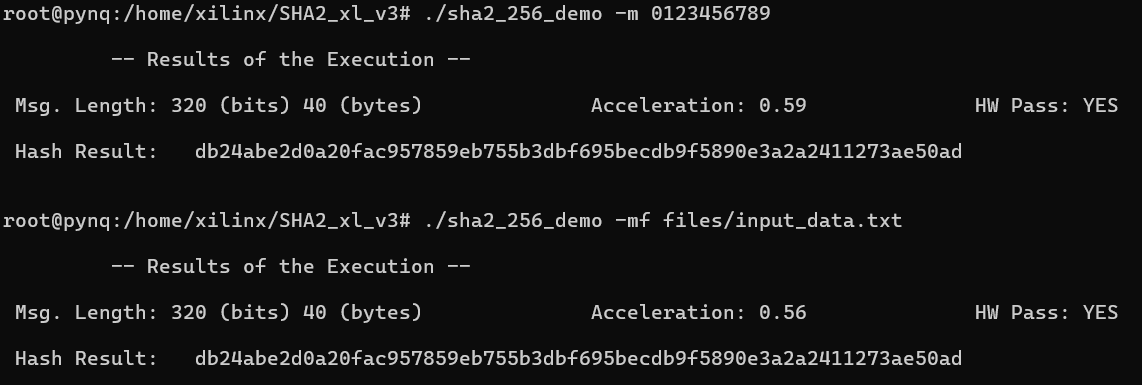 root@pynq:/home/xilinx/SHA2_xl_v3# ./sha2_256_demo -m 0123456789
-- Results of the Execution --
Msg. Length: 320 (bits) 40 (bytes) Acceleration: 0.59 HW Pass: YES
Hash Result: db24abe2d0a20fac957859eb755b3dbf695becdb9f5890e3a2a2411273ae50ad
root@pynq:/home/xilinx/SHA2_xl_v3# ./sha2_256_demo -mf files/input_data.txt
-- Results of the Execution --
Msg. Length: 320 (bits) 40 (bytes) Acceleration: 0.56 HW Pass: YES
Hash Result: db24abe2d0a20fac957859eb755b3dbf695becdb9f5890e3a2a2411273ae50ad